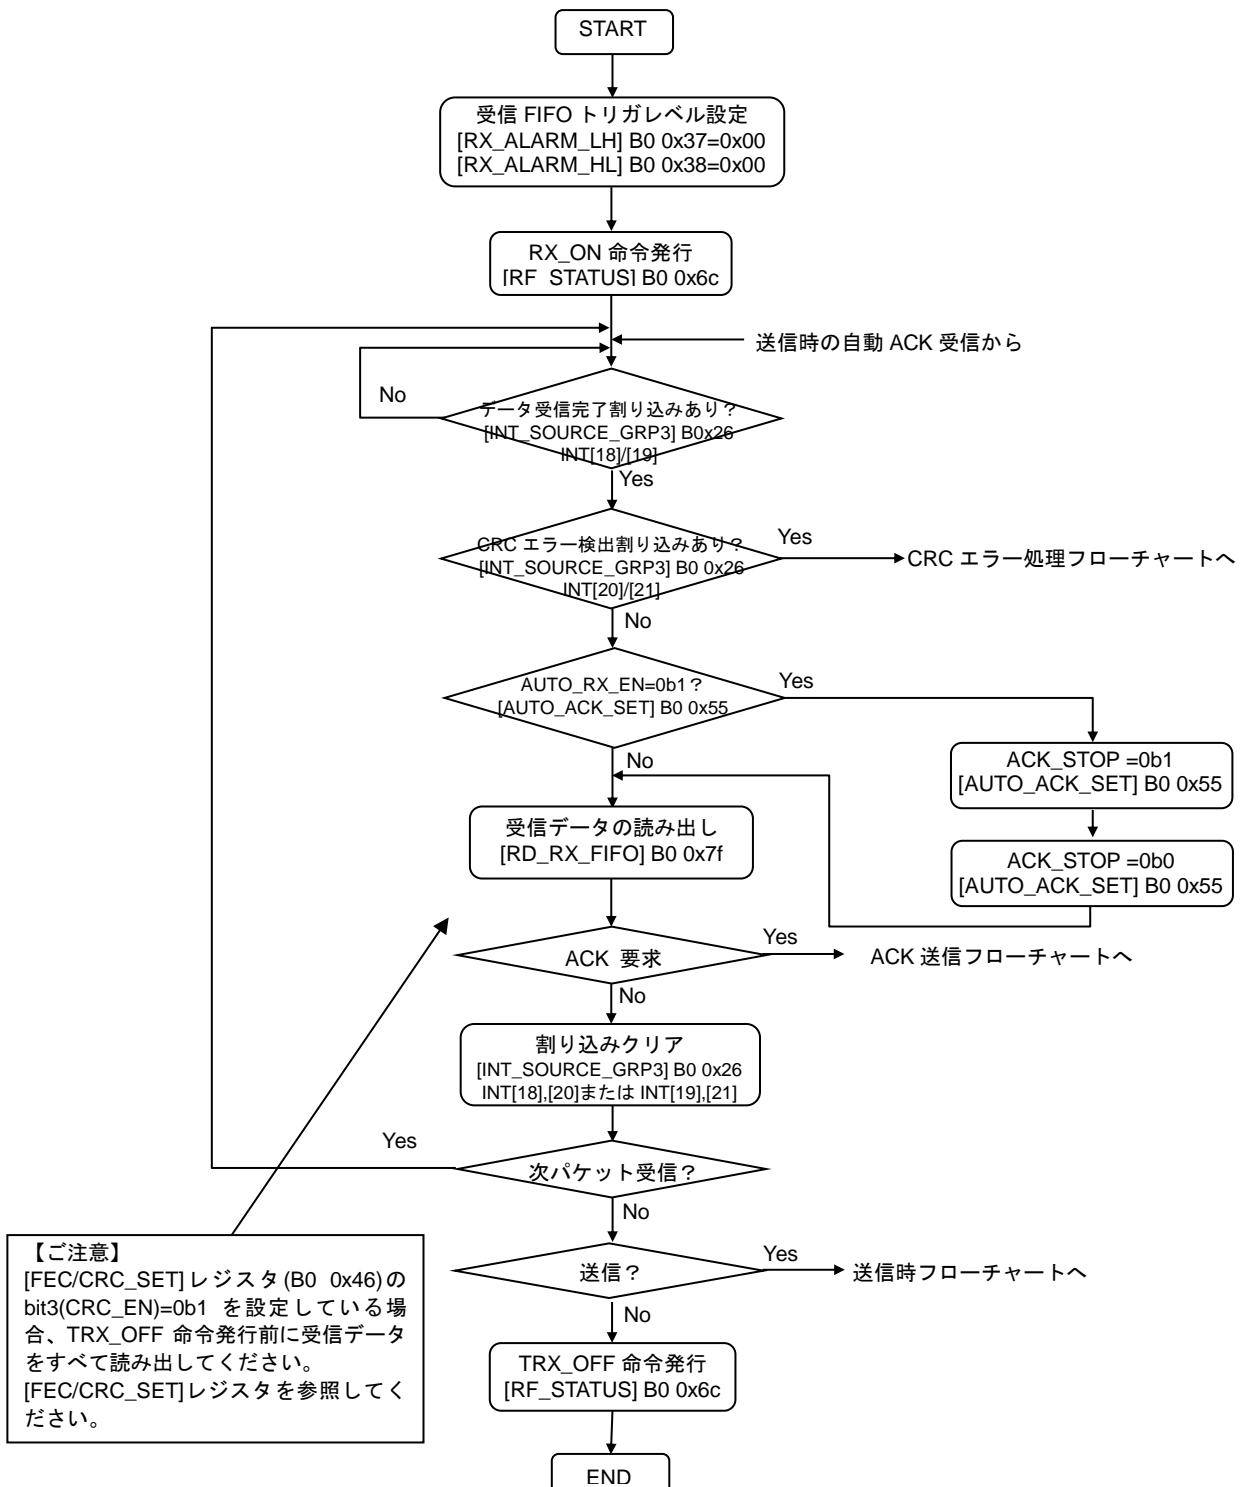 START
受信 FIFO トリガレベル設定
[RX_ALARM_LH] B0 0x37=0x00
[RX_ALARM_HL] B0 0x38=0x00
RX_ON 命令発行
[RF_STATUS] B0 0x6c
送信時の自動 ACK 受信から
No
データ受信完了割り込みあり？
[INT_SOURCE_GRP3] B0x26
INT[18]/[19]
Yes
CRC エラー検出割り込みあり？
[INT_SOURCE_GRP3] B0 0x26
INT[20]/[21]
Yes
CRC エラー処理フローチャートへ
No
AUTO_RX_EN=0b1？
[AUTO_ACK_SET] B0 0x55
Yes
No
ACK_STOP =0b1
[AUTO_ACK_SET] B0 0x55
ACK_STOP =0b0
[AUTO_ACK_SET] B0 0x55
受信データの読み出し
[RD_RX_FIFO] B0 0x7f
ACK 要求
Yes
ACK 送信フローチャートへ
No
割り込みクリア
[INT_SOURCE_GRP3] B0 0x26
INT[18],[20]または INT[19],[21]
Yes
次パケット受信？
No
送信？
Yes
送信時フローチャートへ
No
TRX_OFF 命令発行
[RF_STATUS] B0 0x6c
END
【ご注意】
[FEC/CRC_SET]レジスタ(B0 0x46)の
bit3(CRC_EN)=0b1 を設定している場
合、TRX_OFF 命令発行前に受信データ
をすべて読み出してください。
[FEC/CRC_SET]レジスタを参照してく
ださい。